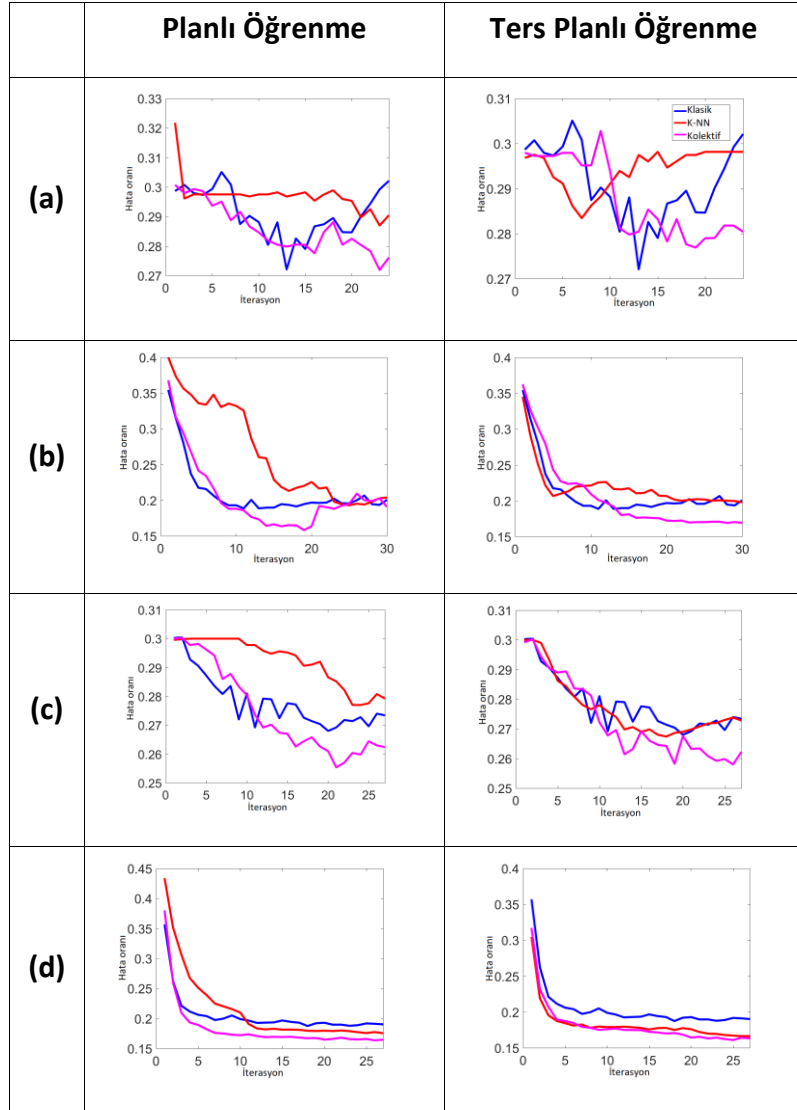 Planlı Öğrenme
Ters Planlı Öğrenme
(a)
0.33
0.32
0.31
0.3
0.29
0.28
0.27
0 5 10 15 20
Hata oranı
İterasyon
0.31
0.3
0.29
0.28
0.27
0 5 10 15 20
Hata oranı
İterasyon
Klasik
K-NN
Kolektif
(b)
0.4
0.35
0.3
0.25
0.2
0.15
0 10 20 30
Hata oranı
İterasyon
0.4
0.35
0.3
0.25
0.2
0.15
0 10 20 30
Hata oranı
İterasyon
(c)
0.31
0.3
0.29
0.28
0.27
0.26
0.25
0 5 10 15 20 25
Hata oranı
İterasyon
0.31
0.3
0.29
0.28
0.27
0.26
0.25
0 5 10 15 20 25
Hata oranı
İterasyon
(d)
0.45
0.4
0.35
0.3
0.25
0.2
0.15
0 5 10 15 20 25
Hata oranı
İterasyon
0.4
0.35
0.3
0.25
0.2
0.15
0 5 10 15 20 25
Hata oranı
İterasyon